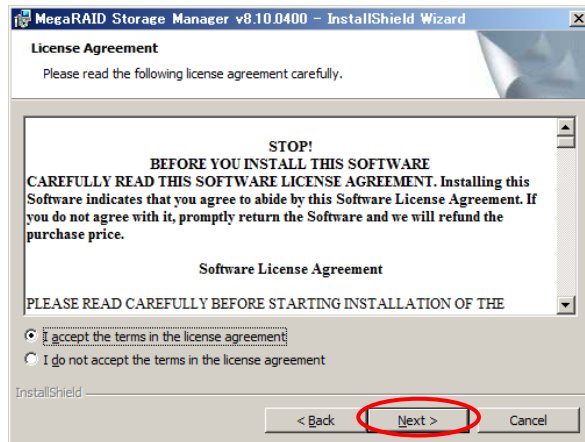 MegaRAID Storage Manager v8.10.0400 - InstallShield Wizard
License Agreement
Please read the following license agreement carefully.
STOP!
BEFORE YOU INSTALL THIS SOFTWARE
CAREFULLY READ THIS SOFTWARE LICENSE AGREEMENT. Installing this
Software indicates that you agree to abide by this Software License Agreement. If
you do not agree with it, promptly return the Software and we will refund the
purchase price.
Software License Agreement
PLEASE READ CAREFULLY BEFORE STARTING INSTALLATION OF THE
I accept the terms in the license agreement
I do not accept the terms in the license agreement
InstallShield
< Back Next > Cancel